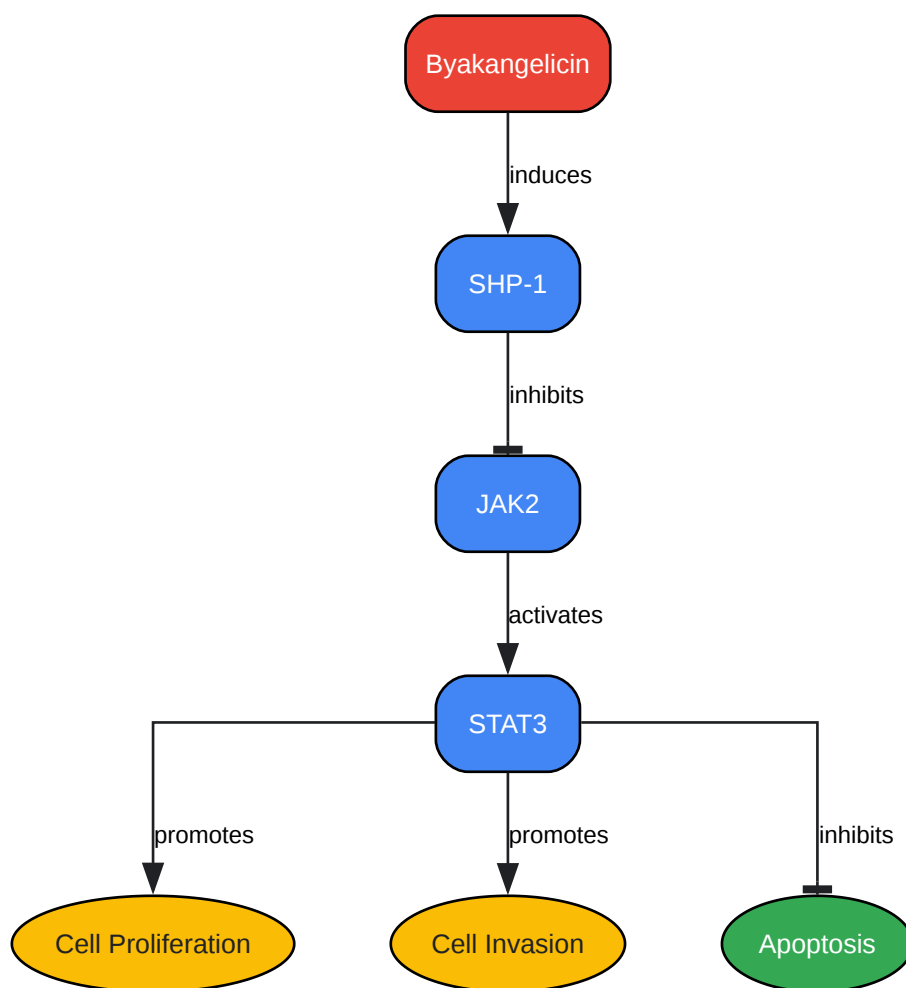 Byakangelicin
induces
SHP-1
inhibits
JAK2
activates
STAT3
promotes
promotes
inhibits
Cell Proliferation
Cell Invasion
Apoptosis